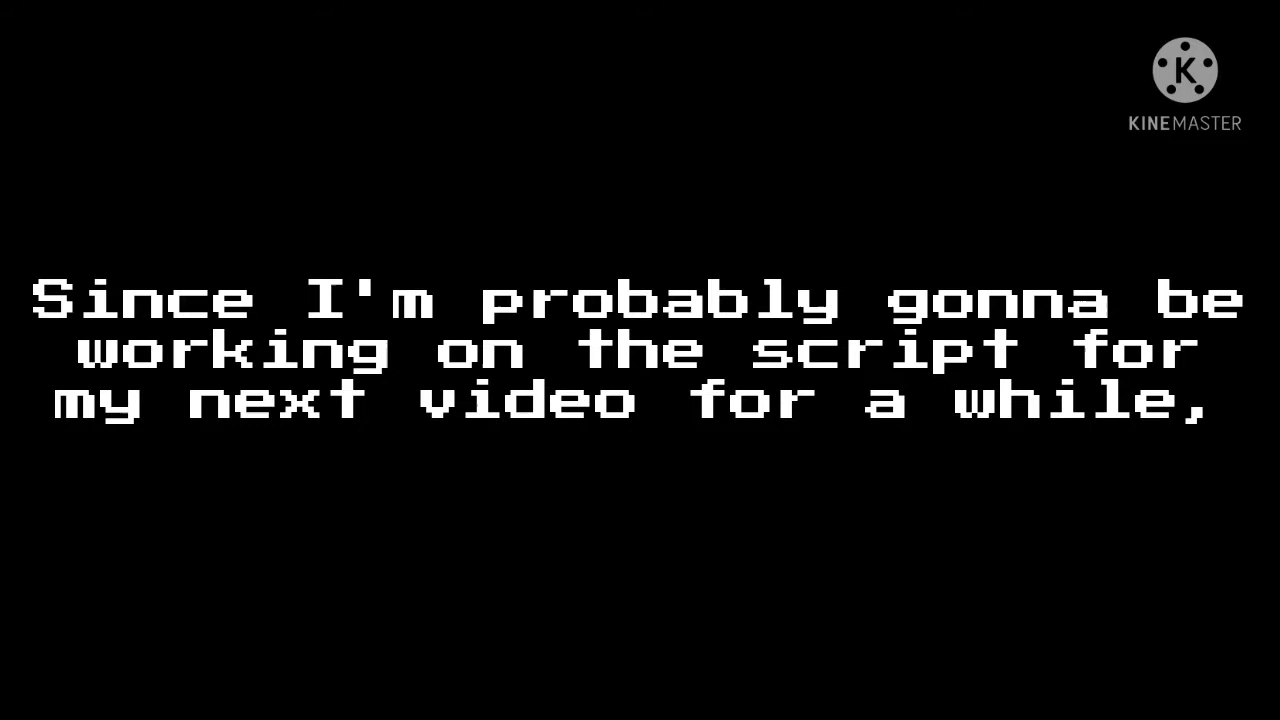 K
KINEMASTER
Since I'm probably gonna be
working on the script for
my next video for a while,